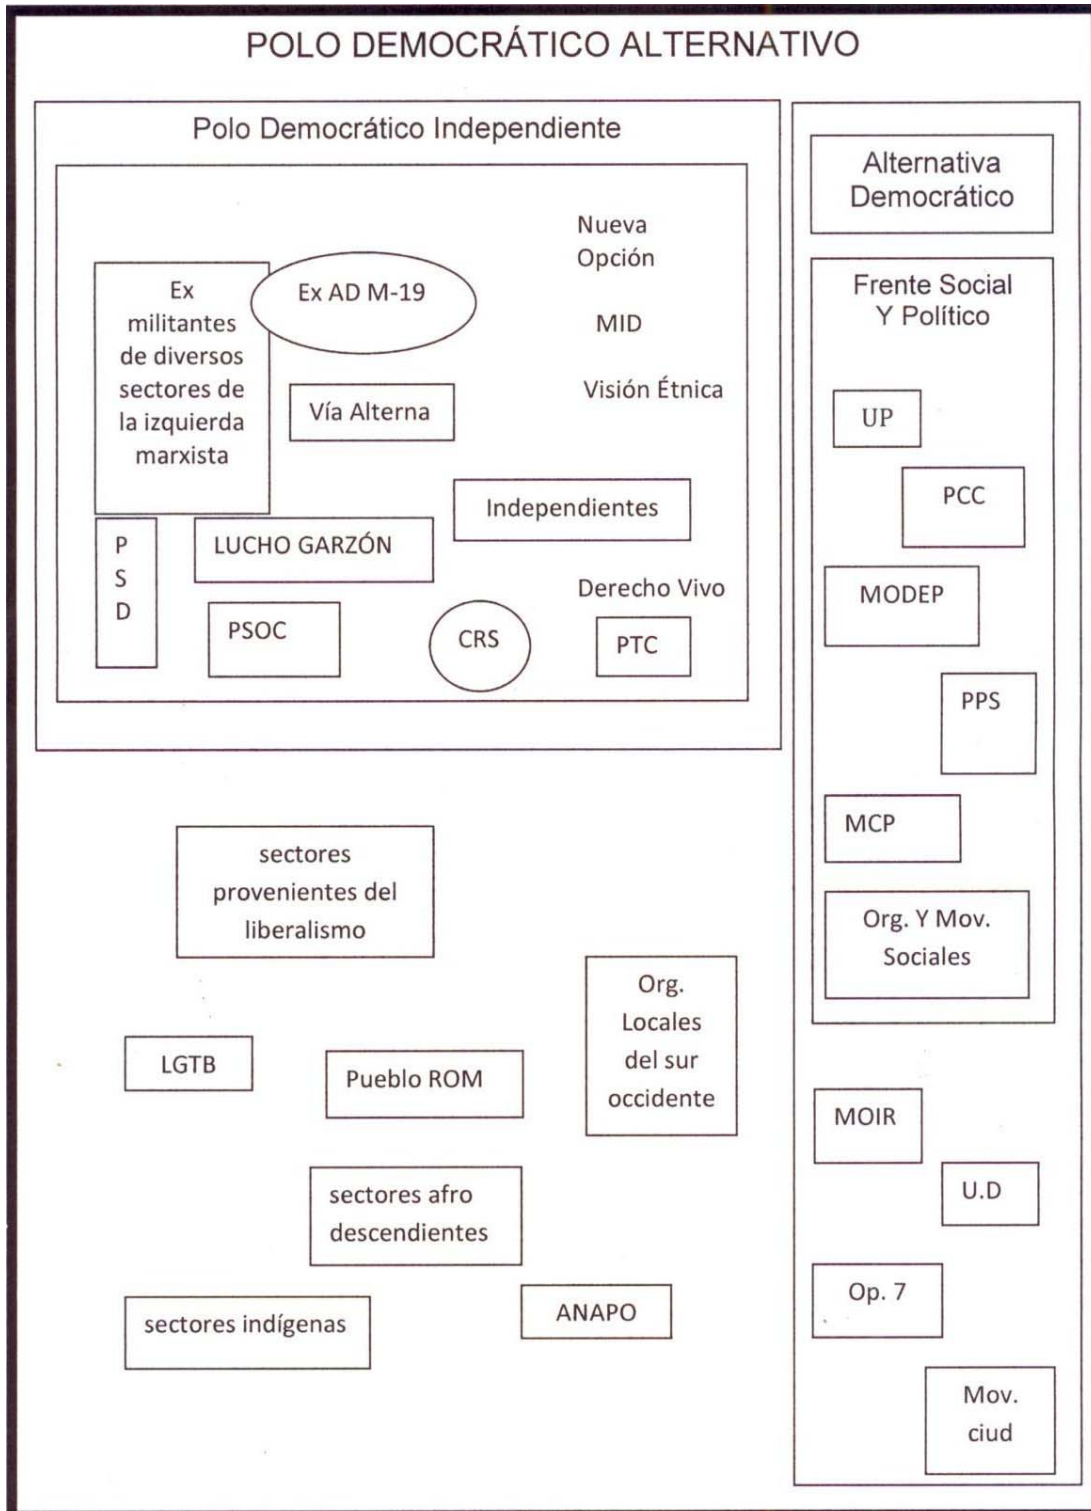 POLO DEMOCRÁTICO ALTERNATIVO
Polo Democrático Independiente
Nueva
Opción
Ex AD M-19
Ex
militantes
de diversos
sectores de
la izquierda
marxista
MID
Visión Étnica
Vía Alterna
Independientes
P
S
D
LUCHO GARZÓN
Derecho Vivo
PSOC
CRS
PTC
sectores
provenientes del
liberalismo
Org.
Locales
del sur
occidente
LGTB
Pueblo ROM
sectores afro
descendientes
sectores indígenas
ANAPO
Alternativa
Democrático
Frente Social
Y Político
UP
PCC
MODEP
PPS
MCP
Org. Y Mov.
Sociales
MOIR
U.D
Op. 7
Mov.
ciud